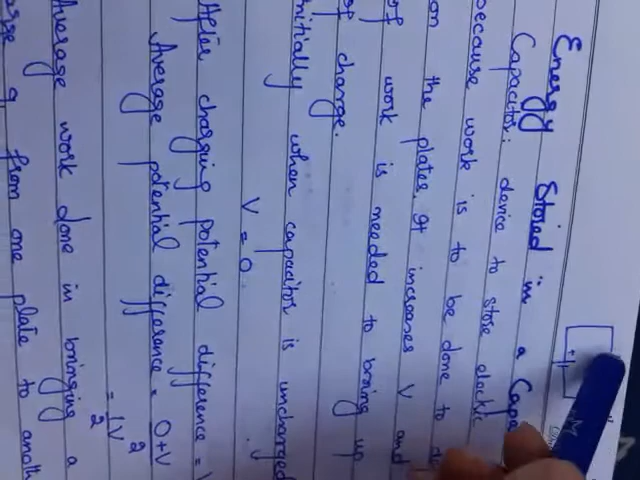 Energy Stored in a Capa
Capacitor: device to store electric
because work is to be done to
on the plates. It increases V and
of work is needed to bring up
of charge.
Initially when capacitor is uncharged
V = 0.
After charging potential difference = V
Average potential difference = 0+V
2
= 1V
2
Average work done in bringing a
charge q from one plate to anoth